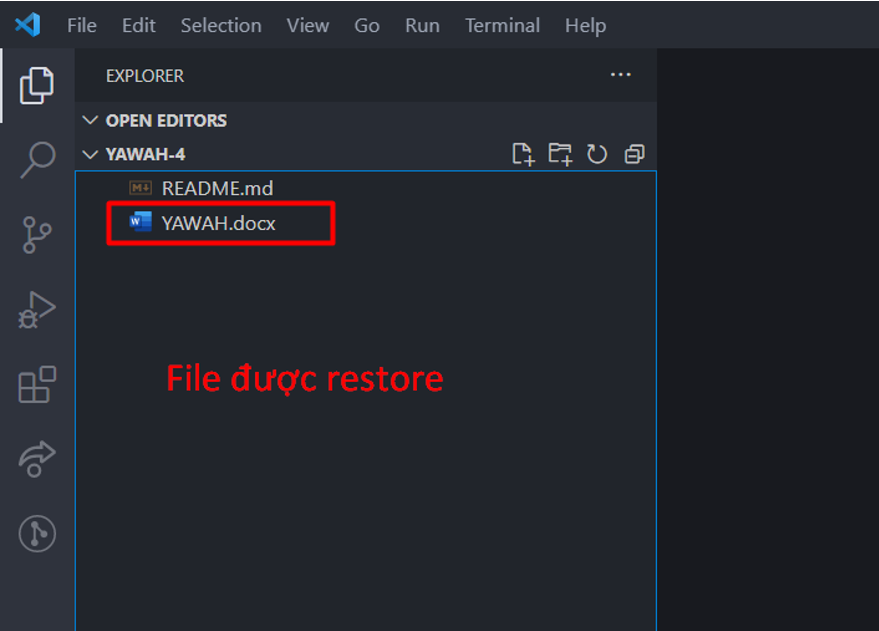 File Edit Selection View Go Run Terminal Help
EXPLORER
OPEN EDITORS
YAWAH-4
README.md
YAWAH.docx
File được restore